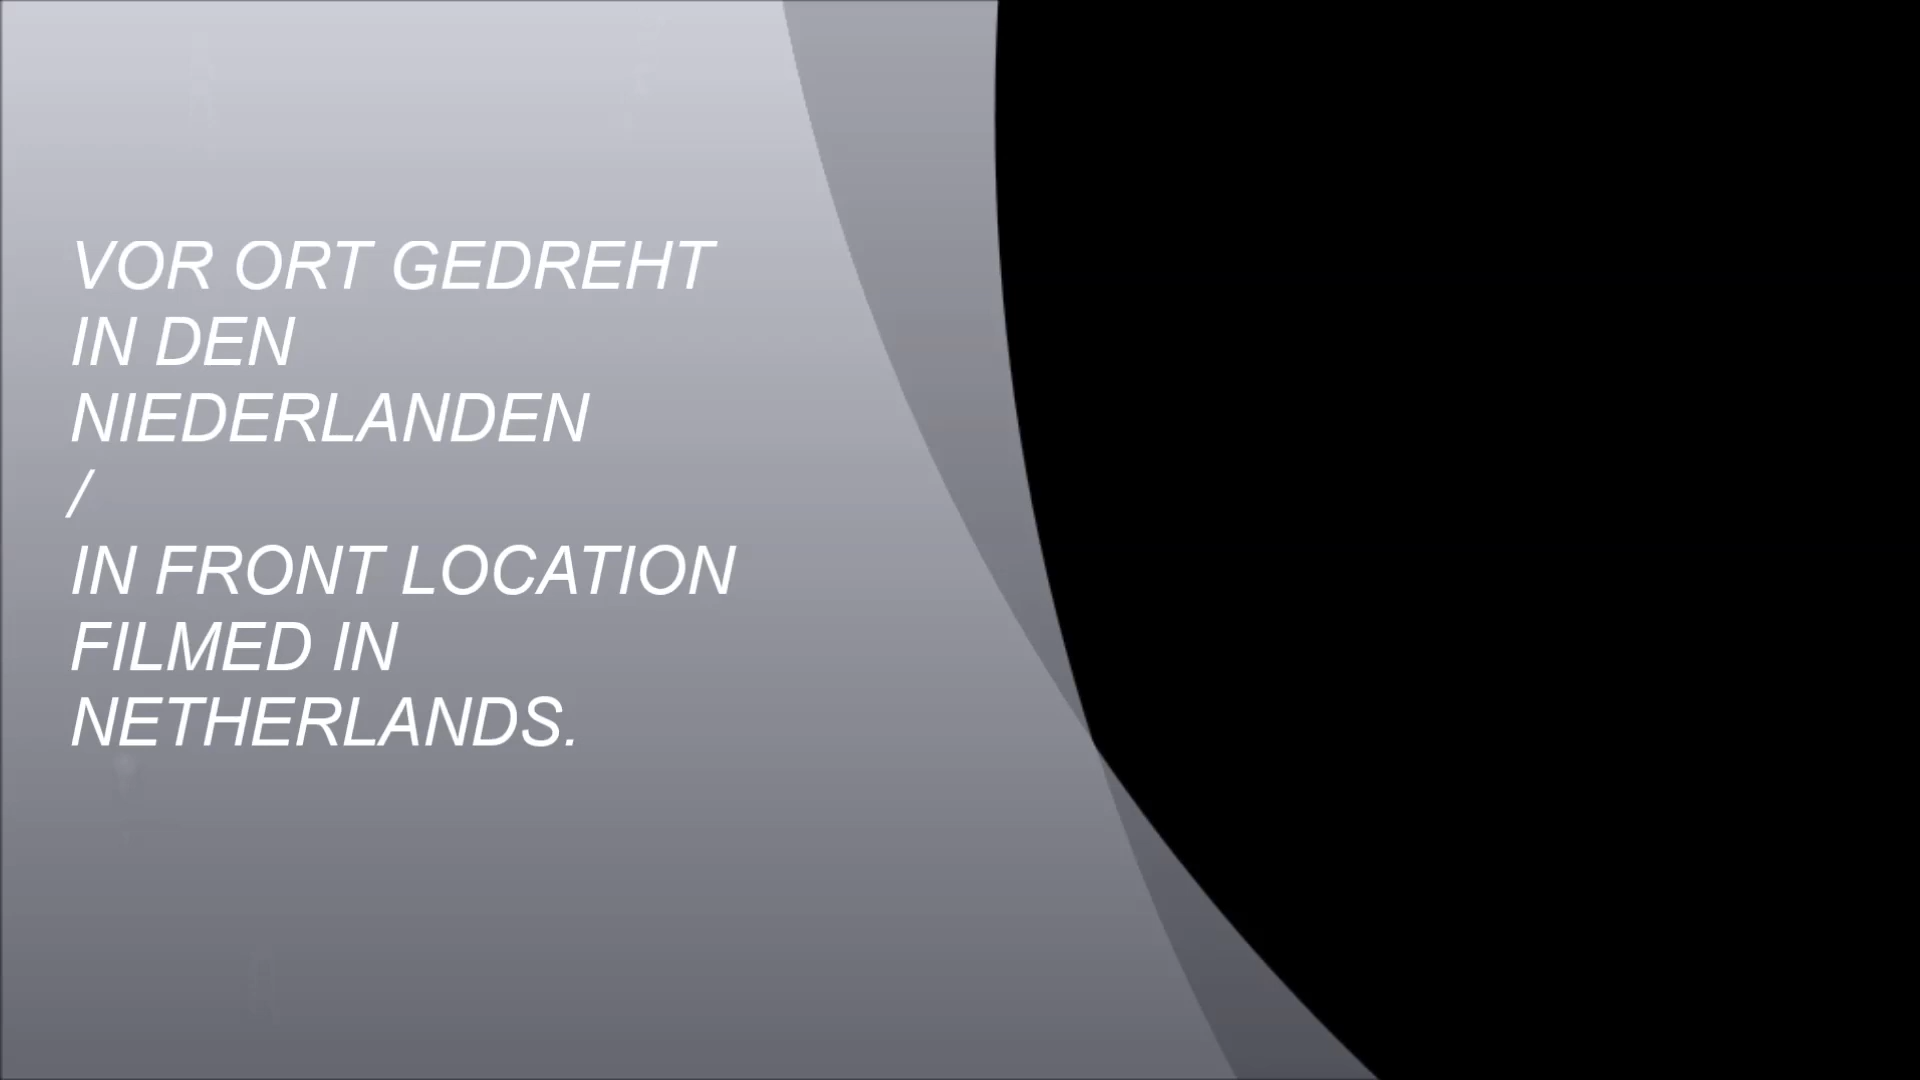 VOR ORT GEDREHT
IN DEN
NIEDERLANDEN
/
IN FRONT LOCATION
FILMED IN
NETHERLANDS.